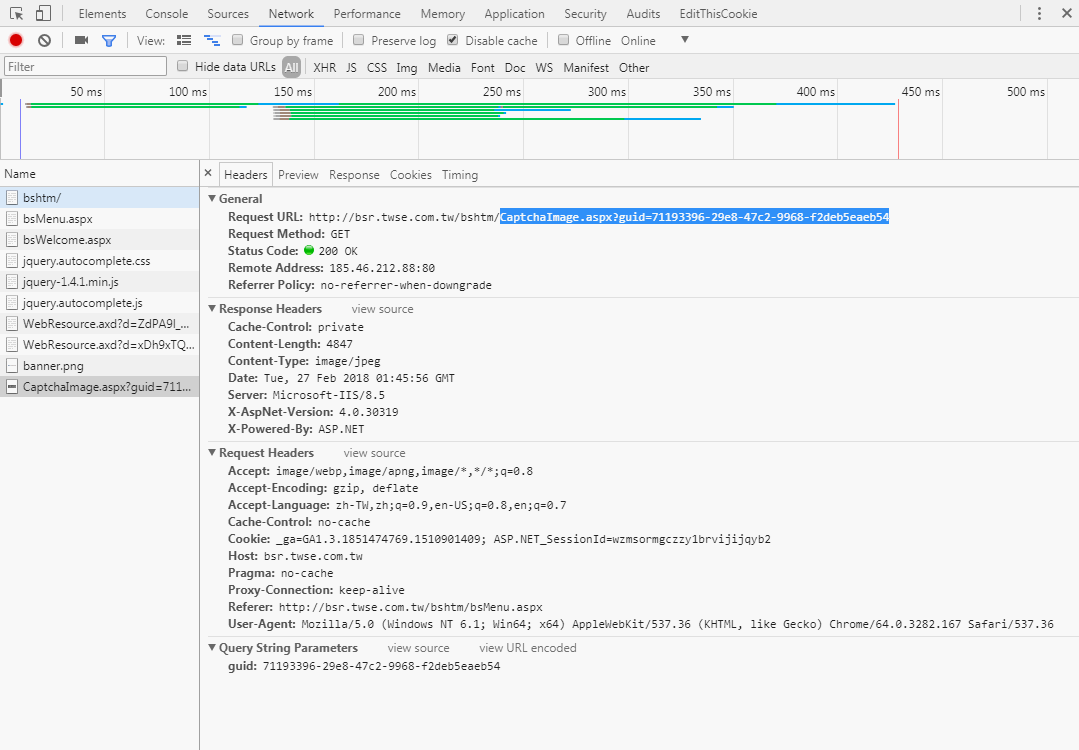 Elements Console Sources Network Performance Memory Application Security Audits EditThisCookie
View: Group by frame Preserve log Disable cache Offline Online
Filter Hide data URLs All XHR JS CSS Img Media Font Doc WS Manifest Other
50 ms 100 ms 150 ms 200 ms 250 ms 300 ms 350 ms 400 ms 450 ms 500 ms
Name
bshtm/
bsMenu.aspx
bsWelcome.aspx
jquery.autocomplete.css
jquery-1.4.1.min.js
jquery.autocomplete.js
WebResource.axd?d=ZdPA9l_...
WebResource.axd?d=xDh9xTQ...
banner.png
CaptchaImage.aspx?guid=711...
× Headers Preview Response Cookies Timing
General
Request URL: http://bsr.twse.com.tw/bshtm/CaptchaImage.aspx?guid=71193396-29e8-47c2-9968-f2deb5eaeb54
Request Method: GET
Status Code: 200 OK
Remote Address: 185.46.212.88:80
Referrer Policy: no-referrer-when-downgrade
Response Headers view source
Cache-Control: private
Content-Length: 4847
Content-Type: image/jpeg
Date: Tue, 27 Feb 2018 01:45:56 GMT
Server: Microsoft-IIS/8.5
X-AspNet-Version: 4.0.30319
X-Powered-By: ASP.NET
Request Headers view source
Accept: image/webp,image/apng,image/*,*/*;q=0.8
Accept-Encoding: gzip, deflate
Accept-Language: zh-TW,zh;q=0.9,en-US;q=0.8,en;q=0.7
Cache-Control: no-cache
Cookie: _ga=GA1.3.1851474769.1510901409; ASP.NET_SessionId=wzmsormgczzy1brvijijqyb2
Host: bsr.twse.com.tw
Pragma: no-cache
Proxy-Connection: keep-alive
Referer: http://bsr.twse.com.tw/bshtm/bsMenu.aspx
User-Agent: Mozilla/5.0 (Windows NT 6.1; Win64; x64) AppleWebKit/537.36 (KHTML, like Gecko) Chrome/64.0.3282.167 Safari/537.36
Query String Parameters view source view URL encoded
guid: 71193396-29e8-47c2-9968-f2deb5eaeb54